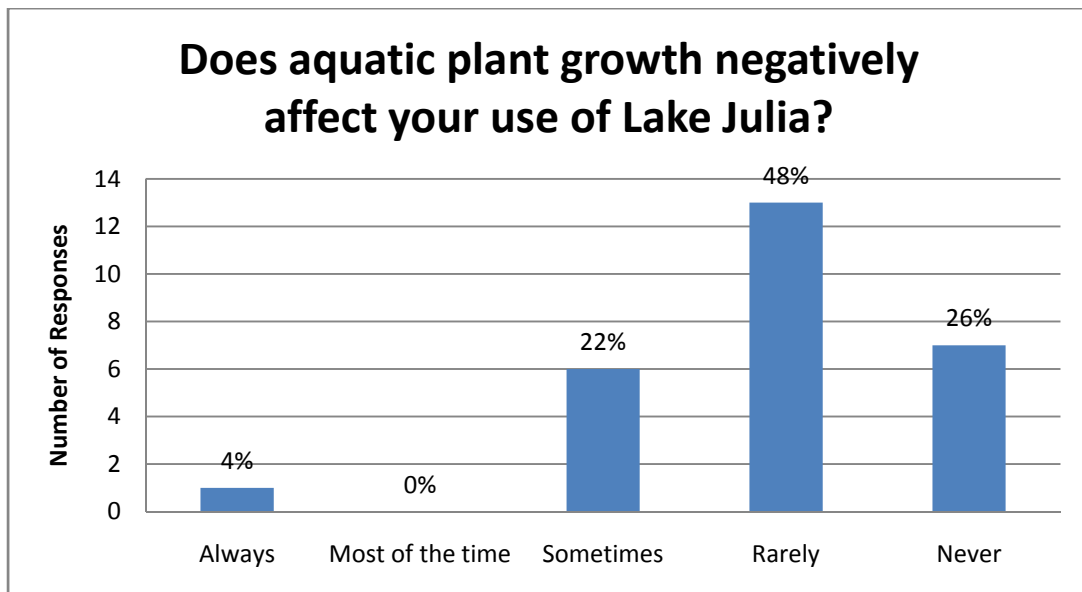 Does aquatic plant growth negatively
affect your use of Lake Julia?
Number of Responses
14
12
10
8
6
4
2
0
4%
0%
22%
48%
26%
Always
Most of the time
Sometimes
Rarely
Never